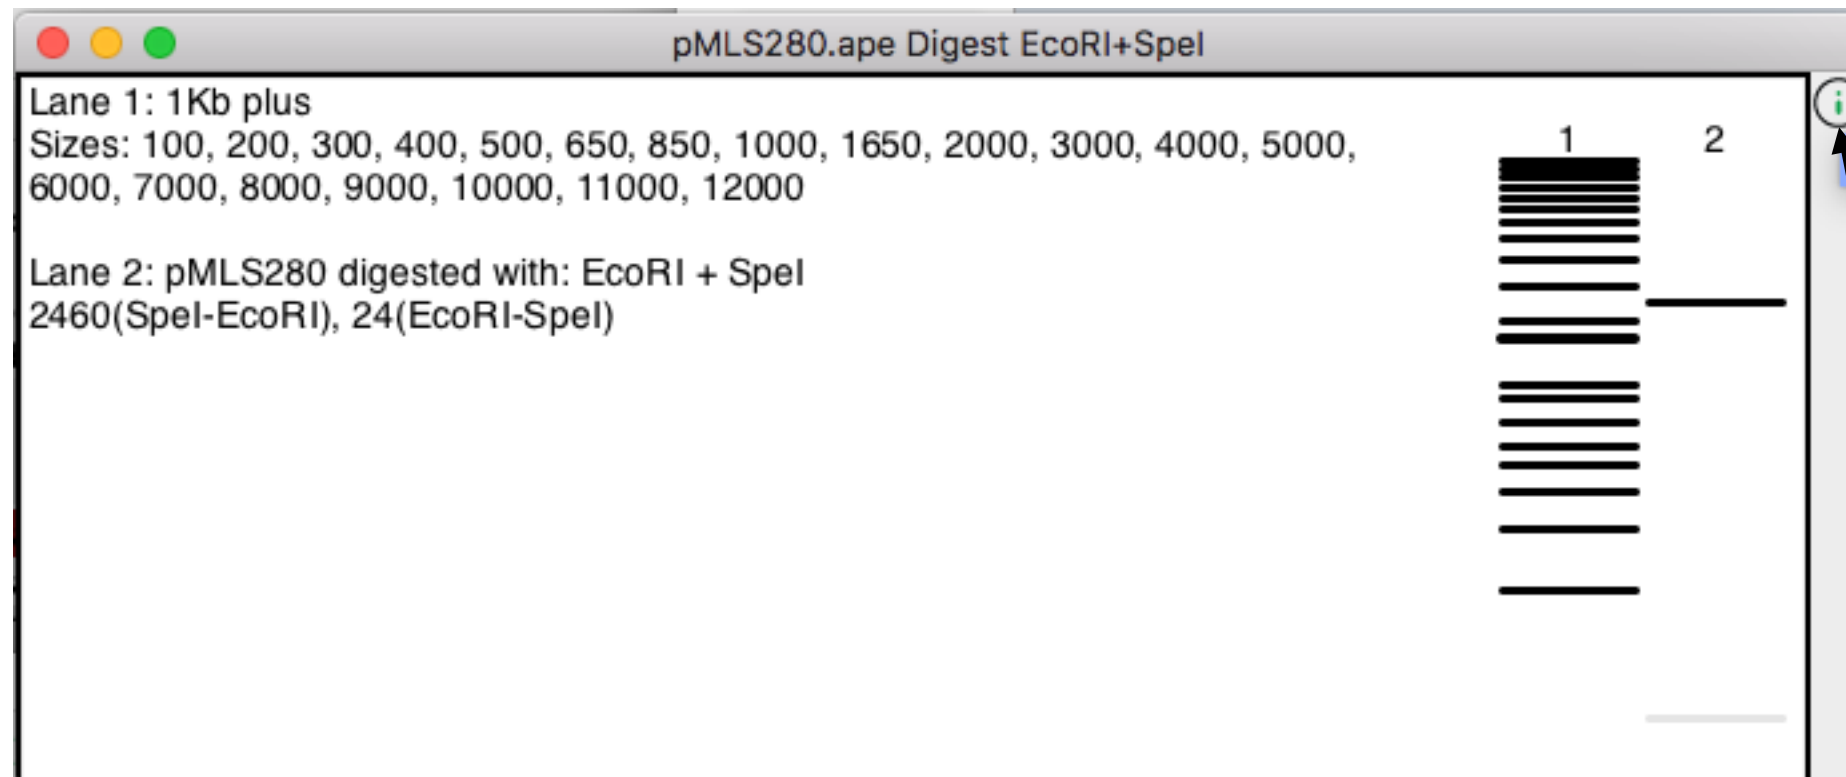 pMLS280.ape Digest EcoRI+SpeI
Lane 1: 1Kb plus
Sizes: 100, 200, 300, 400, 500, 650, 850, 1000, 1650, 2000, 3000, 4000, 5000,
6000, 7000, 8000, 9000, 10000, 11000, 12000
Lane 2: pMLS280 digested with: EcoRI + SpeI
2460(SpeI-EcoRI), 24(EcoRI-SpeI)
1 2
i